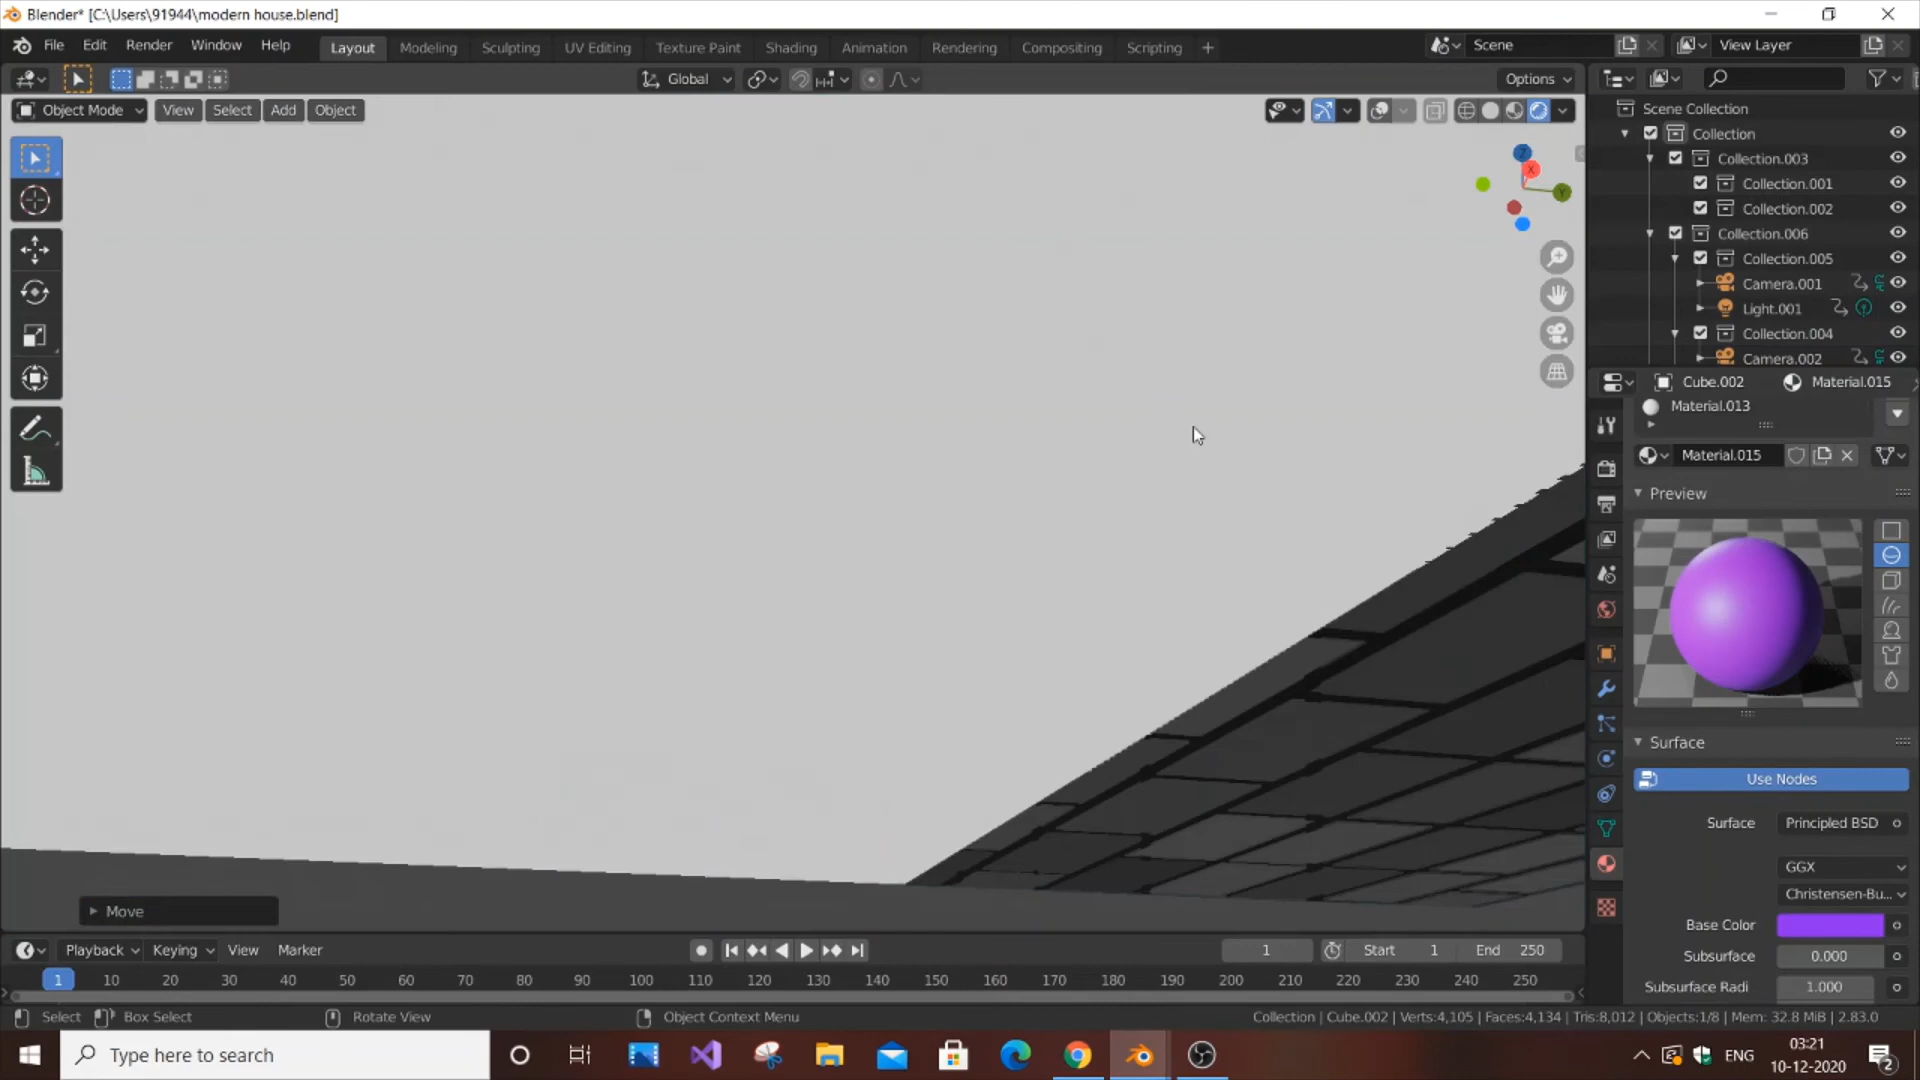 Blender* [C:\Users\91944\modern house.blend]
File Edit Render Window Help Layout Modeling Sculpting UV Editing Texture Paint Shading Animation Rendering Compositing Scripting + Scene View Layer
Global Options
Object Mode View Select Add Object
Z
X
Y
Scene Collection
Collection
Collection.003
Collection.001
Collection.002
Collection.006
Collection.005
Camera.001
Light.001
Collection.004
Camera.002
Cube.002 Material.015
Material.013
Material.015
Preview
Surface
Use Nodes
Surface Principled BSD
GGX
Christensen-Bu...
Base Color
Subsurface 0.000
Subsurface Radi 1.000
Move
Playback Keying View Marker 1 Start 1 End 250
1 10 20 30 40 50 60 70 80 90 100 110 120 130 140 150 160 170 180 190 200 210 220 230 240 250
Select Box Select Rotate View Object Context Menu Collection | Cube.002 | Verts:4,105 | Faces:4,134 | Tris:8,012 | Objects:1/8 | Mem: 32.8 MiB | 2.83.0
Type here to search
ENG
03:21
10-12-2020
2